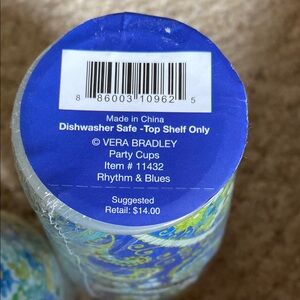 8 86003 10962 5
Made in China
Dishwasher Safe -Top Shelf Only
© VERA BRADLEY
Party Cups
Item # 11432
Rhythm & Blues
Suggested
Retail: $14.00